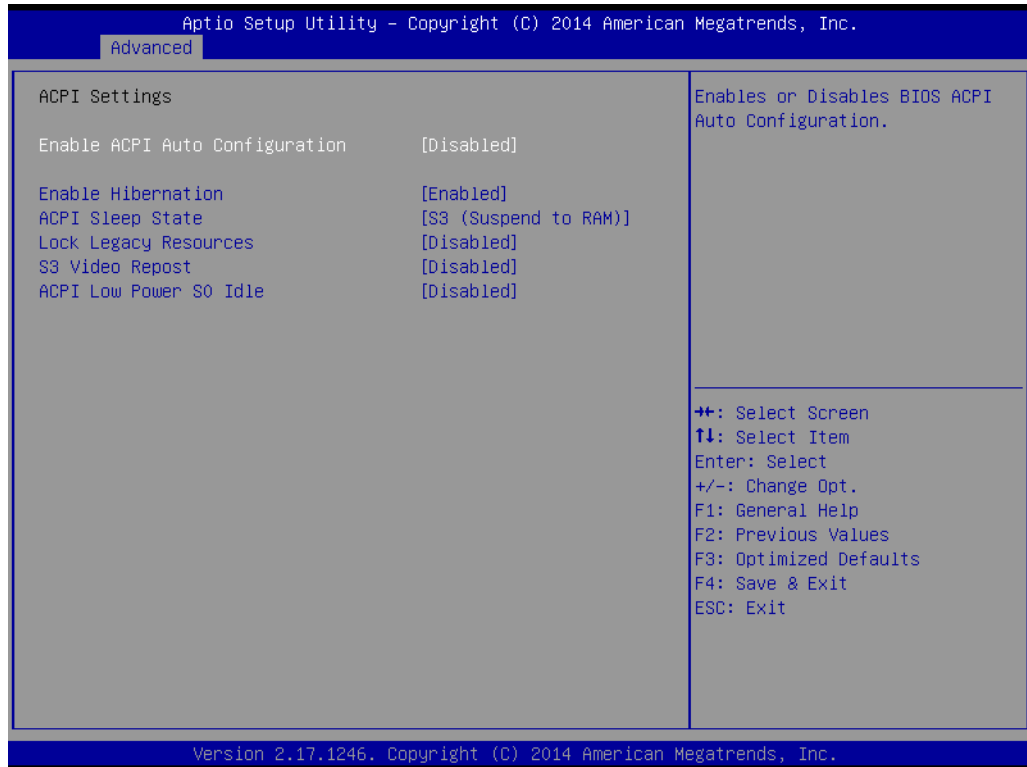 Aptio Setup Utility – Copyright (C) 2014 American Megatrends, Inc.
Advanced
ACPI Settings
Enable ACPI Auto Configuration [Disabled]
Enable Hibernation [Enabled]
ACPI Sleep State [S3 (Suspend to RAM)]
Lock Legacy Resources [Disabled]
S3 Video Repost [Disabled]
ACPI Low Power S0 Idle [Disabled]
Enables or Disables BIOS ACPI
Auto Configuration.
→←: Select Screen
↑↓: Select Item
Enter: Select
+/-: Change Opt.
F1: General Help
F2: Previous Values
F3: Optimized Defaults
F4: Save & Exit
ESC: Exit
Version 2.17.1246. Copyright (C) 2014 American Megatrends, Inc.